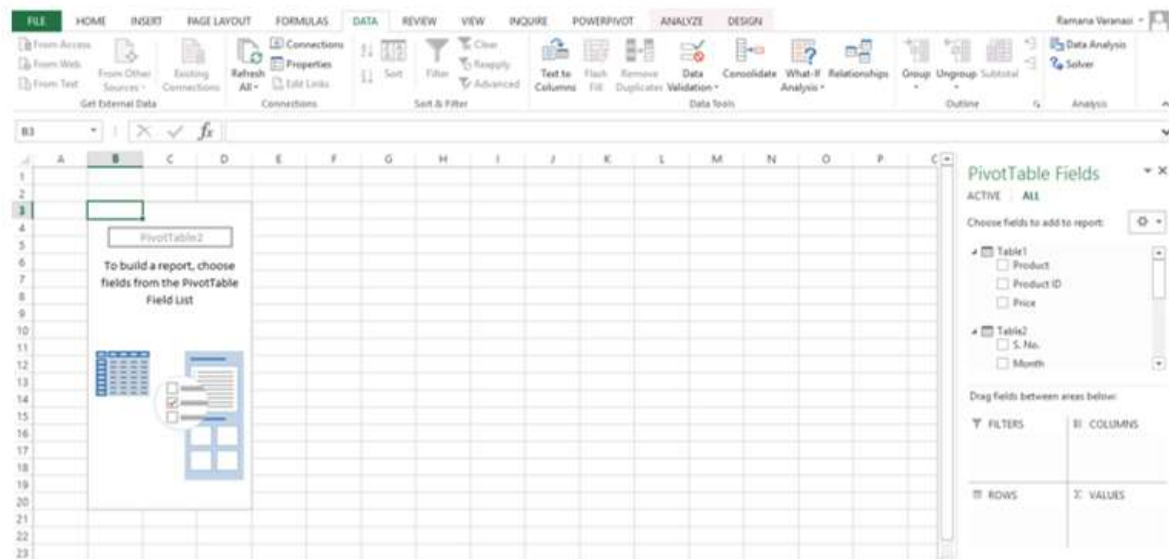 FILE HOME INSERT PAGE LAYOUT FORMULAS DATA REVIEW VIEW INQUIRE POWERPIVOT ANALYZE DESIGN Ramana Veranasi
From Access
From Web
From Text
From Other Sources
Existing Connections
Get External Data
Refresh All
Connections
Properties
Edit Links
Connections
Sort
Filter
Clear
Reapply
Advanced
Sort & Filter
Text to Columns
Flash Fill
Remove Duplicates
Data Validation
Consolidate
What-If Analysis
Relationships
Data Tools
Group
Ungroup
Subtotal
Outline
Data Analysis
Solver
Analysis
B3 fx
A B C D E F G H I J K L M N O P
1
2
3
4
5
6
7
8
9
10
11
12
13
14
15
16
17
18
19
20
21
22
23
PivotTable2
To build a report, choose
fields from the PivotTable
Field List
PivotTable Fields
ACTIVE ALL
Choose fields to add to report:
Table1
Product
Product ID
Price
Table2
S. No.
Month
Drag fields between areas below:
FILTERS COLUMNS
ROWS Σ VALUES